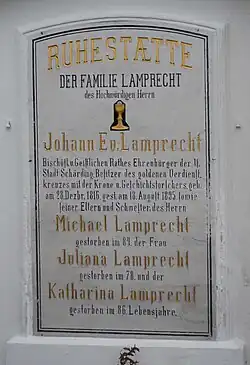 RUHESTÆTTE
DER FAMILIE LAMPRECHT
des Hochwürdigen Herrn
Johann Ev: Lamprecht
Bischöfl. u. Geistlichen Rathes Ehrenbürger der l.f.
Stadt Schärding, Besitzer des goldenen Verdienst-
kreuzes mit der Krone u. Geschichtsforschers, geb.
am 28. Dezbr. 1816, gest. am 18. August 1895, sowie
seiner Eltern und Schwester, des Herrn
Michael Lamprecht
gestorben im 84. der Frau
Juliana Lamprecht
gestorben im 78. und der
Katharina Lamprecht
gestorben im 86. Lebensjahre.